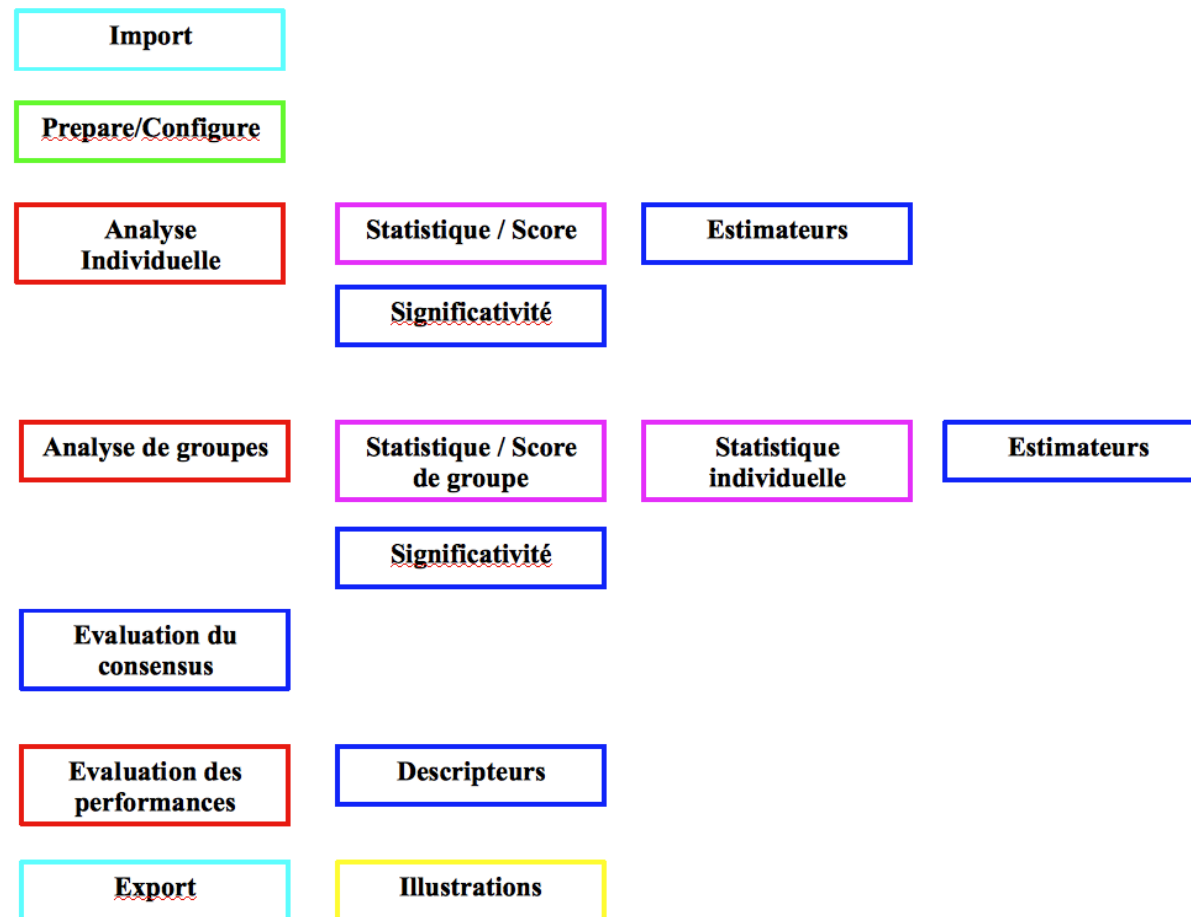 Import
Prepare/Configure
Analyse
Individuelle
Statistique / Score
Estimateurs
Significativité
Analyse de groupes
Statistique / Score
de groupe
Statistique
individuelle
Estimateurs
Significativité
Evaluation du
consensus
Evaluation des
performances
Descripteurs
Export
Illustrations